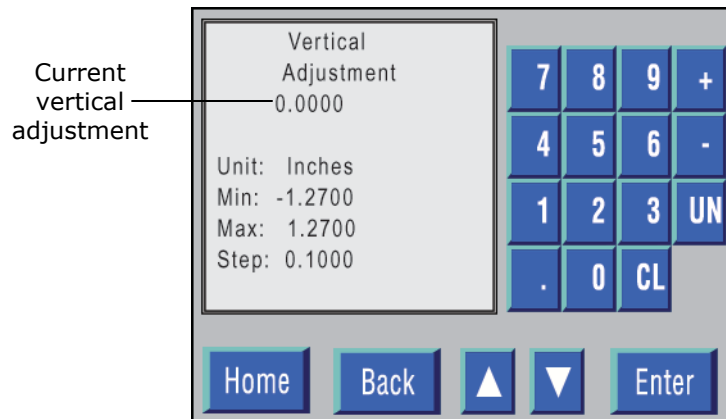 Current
vertical
adjustment
Vertical
Adjustment
0.0000
Unit: Inches
Min: -1.2700
Max: 1.2700
Step: 0.1000
7 8 9 +
4 5 6 -
1 2 3 UN
. 0 CL
Home Back Enter